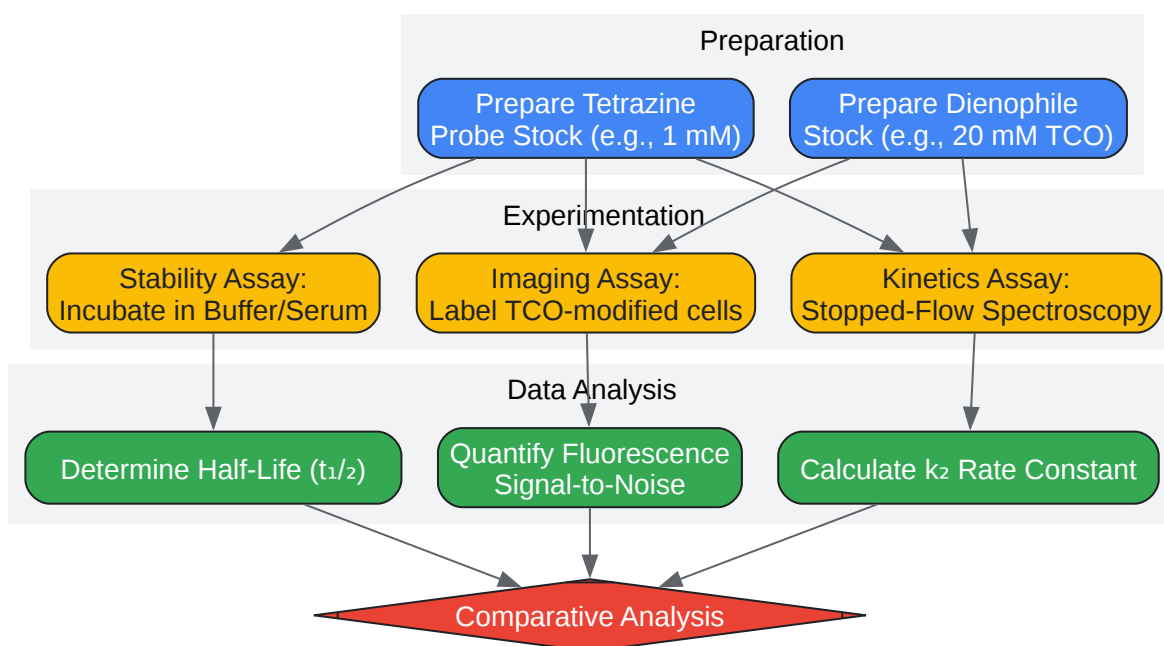 Preparation
Prepare Tetrazine
Probe Stock (e.g., 1 mM)
Prepare Dienophile
Stock (e.g., 20 mM TCO)
Experimentation
Stability Assay:
Incubate in Buffer/Serum
Imaging Assay:
Label TCO-modified cells
Kinetics Assay:
Stopped-Flow Spectroscopy
Data Analysis
Determine Half-Life (t₁/₂)
Quantify Fluorescence
Signal-to-Noise
Calculate k₂ Rate Constant
Comparative Analysis